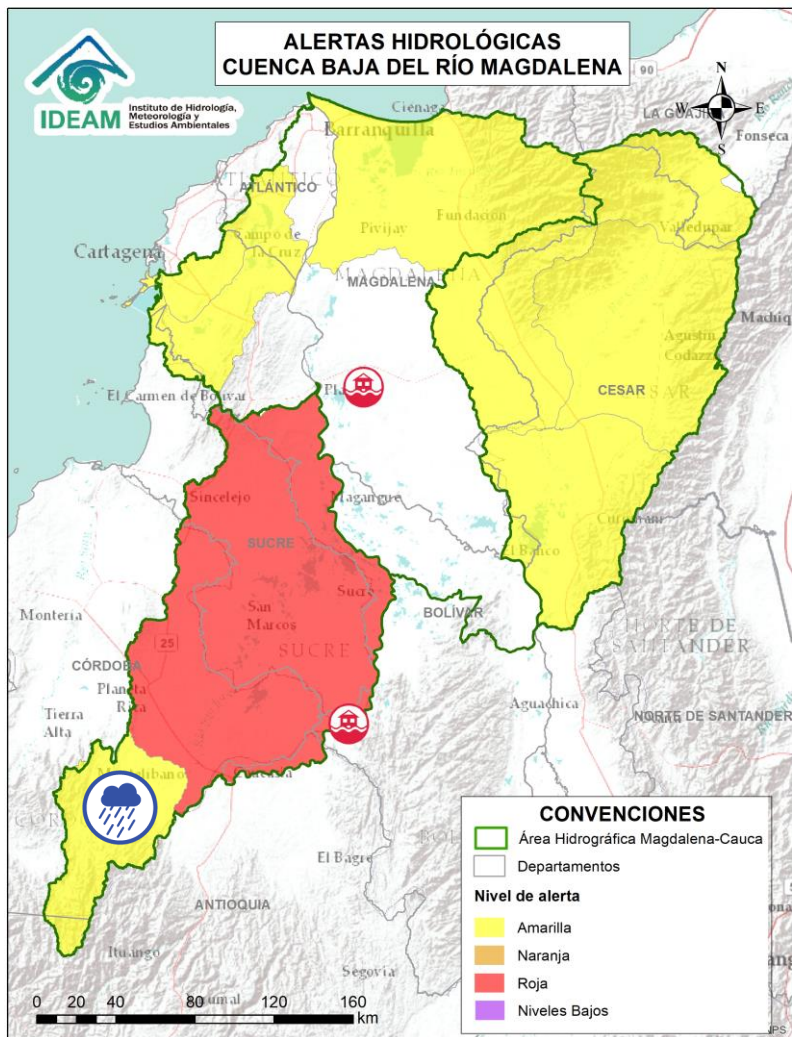 ALERTAS HIDROLÓGICAS
CUENCA BAJA DEL RÍO MAGDALENA
IDEAM
Instituto de Hidrología,
Meteorología y
Estudios Ambientales
N
W
E
S
90
LA GUAJIRA
Ciénaga
Barranquilla
Fonseca
ATLÁNTICO
Campo de
la Cruz
Pivijay
Fundación
Valledupar
Cartagena
MAGDALENA
MAGDALENA
Machiq
Agustín
Codazzi
CESAR
El Carmen de Bolívar
Pla
Sincelejo
Magangué
SUCRE
Curumaní
El Banco
Sucre
BOLÍVAR
San
Marcos
SUCRE
Montería
25
CÓRDOBA
Planeta
Rica
Tierra
Alta
NORTE DE
SANTANDER
NORTE DE SANTANDER
Aguachica
Montelíbano
Caucasia
El Bagre
ANTIOQUIA
Ituango
Segovia
CONVENCIONES
Área Hidrográfica Magdalena-Cauca
Departamentos
Nivel de alerta
Amarilla
Naranja
Roja
Niveles Bajos
0 20 40 80 120 160
km